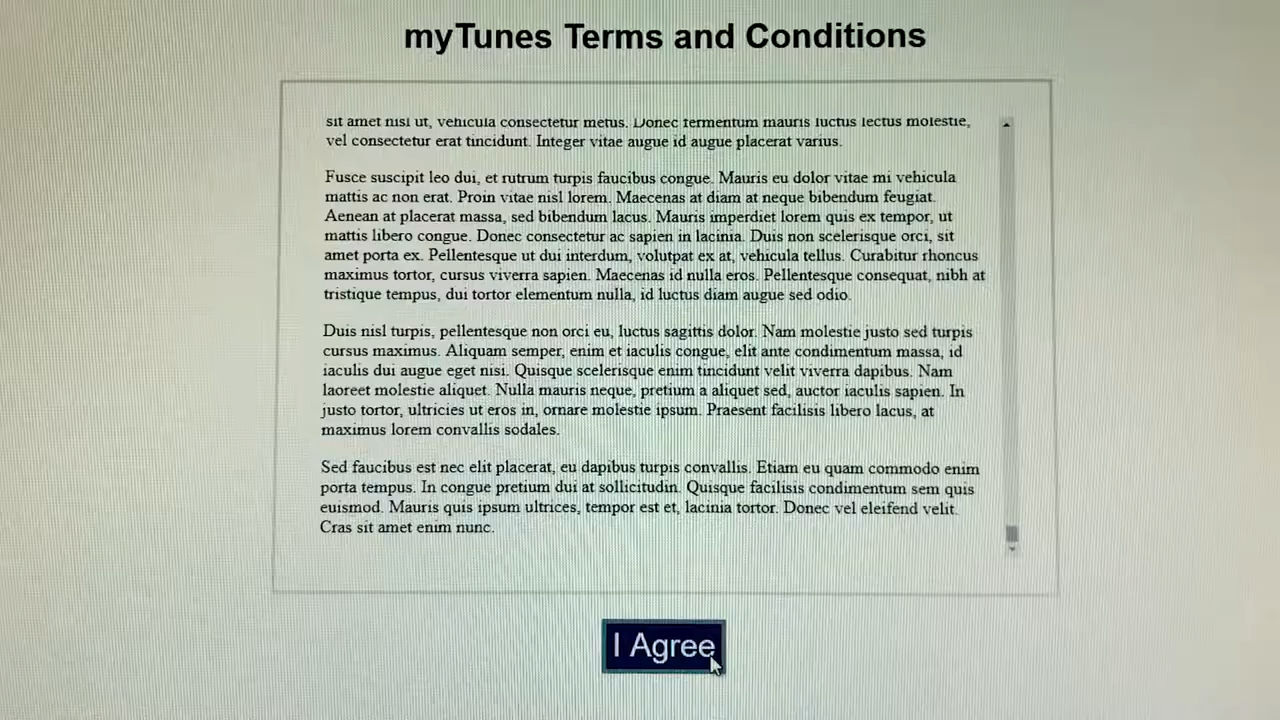 myTunes Terms and Conditions
sit amet nisl ut, vehicula consectetur metus. Donec fermentum mauris luctus lectus molestie,
vel consectetur erat tincidunt. Integer vitae augue id augue placerat varius.
Fusce suscipit leo dui, et rutrum turpis faucibus congue. Mauris eu dolor vitae mi vehicula
mattis ac non erat. Proin vitae nisl lorem. Maecenas at diam at neque bibendum feugiat.
Aenean at placerat massa, sed bibendum lacus. Mauris imperdiet lorem quis ex tempor, ut
mattis libero congue. Donec consectetur ac sapien in lacinia. Duis non scelerisque orci, sit
amet porta ex. Pellentesque ut dui interdum, volutpat ex at, vehicula tellus. Curabitur rhoncus
maximus tortor, cursus viverra sapien. Maecenas id nulla eros. Pellentesque consequat, nibh at
tristique tempus, dui tortor elementum nulla, id luctus diam augue sed odio.
Duis nisl turpis, pellentesque non orci eu, luctus sagittis dolor. Nam molestie justo sed turpis
cursus maximus. Aliquam semper, enim et iaculis congue, elit ante condimentum massa, id
iaculis dui augue eget nisi. Quisque scelerisque enim tincidunt velit viverra dapibus. Nam
laoreet molestie aliquet. Nulla mauris neque, pretium a aliquet sed, auctor iaculis sapien. In
justo tortor, ultricies ut eros in, ornare molestie ipsum. Praesent facilisis libero lacus, at
maximus lorem convallis sodales.
Sed faucibus est nec elit placerat, eu dapibus turpis convallis. Etiam eu quam commodo enim
porta tempus. In congue pretium dui at sollicitudin. Quisque facilisis condimentum sem quis
euismod. Mauris quis ipsum ultrices, tempor est et, lacinia tortor. Donec vel eleifend velit.
Cras sit amet enim nunc.
I Agree